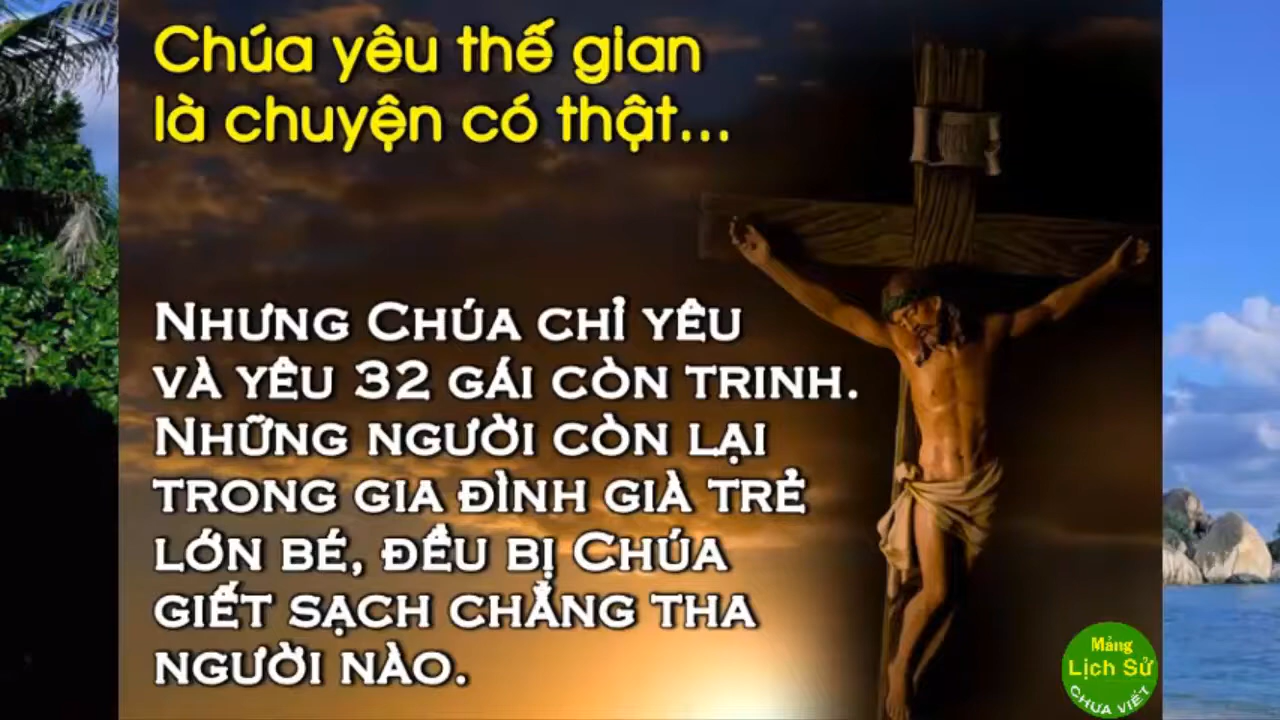 Chúa yêu thế gian
là chuyện có thật...
Nhưng Chúa chỉ yêu
và yêu 32 gái còn trinh.
Những người còn lại
trong gia đình già trẻ
lớn bé, đều bị Chúa
giết sạch chẳng tha
người nào.
Mảng
Lịch Sử
CHƯA VIẾT